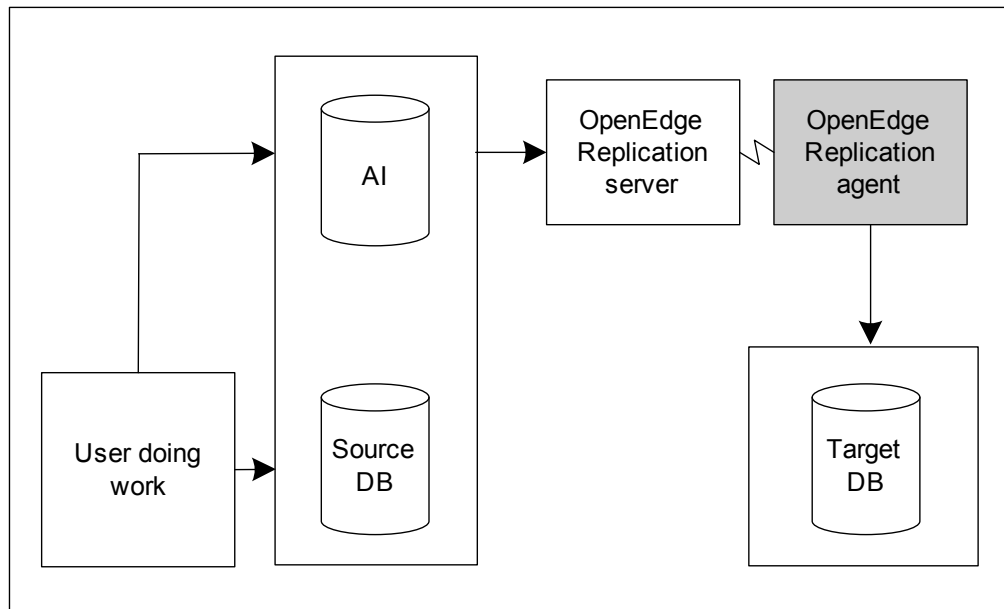 AI
OpenEdge
Replication
server
OpenEdge
Replication
agent
User doing
work
Source
DB
Target
DB